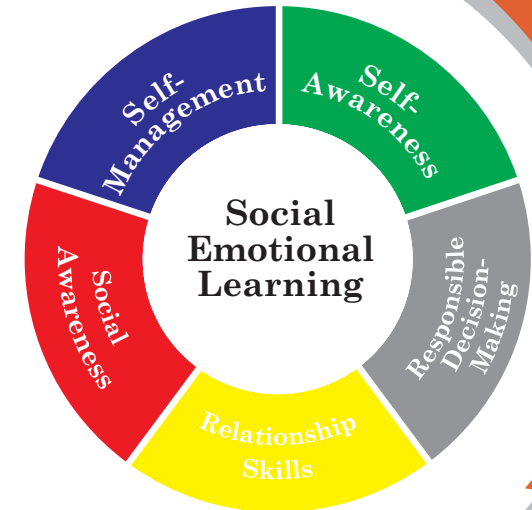 Self-
Management
Self-
Awareness
Social
Emotional
Learning
Social
Awareness
Responsible
Decision-
Making
Relationship
Skills